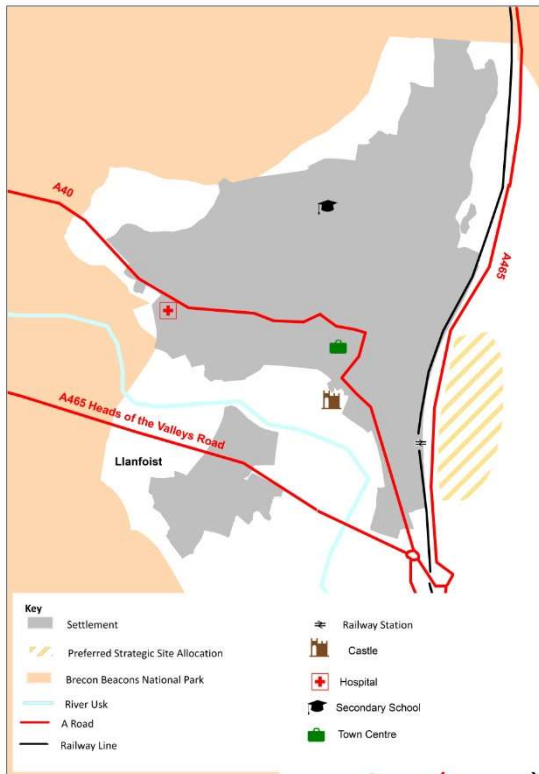 A40
A465
A465 Heads of the Valleys Road
Llanfoist
Key
Settlement
Preferred Strategic Site Allocation
Brecon Beacons National Park
River Usk
A Road
Railway Line
Railway Station
Castle
Hospital
Secondary School
Town Centre